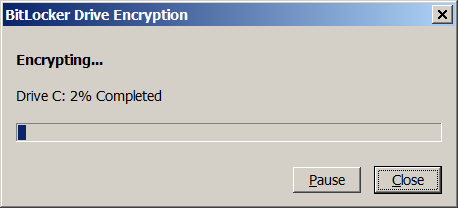 BitLocker Drive Encryption
Encrypting...
Drive C: 2% Completed
Pause
Close